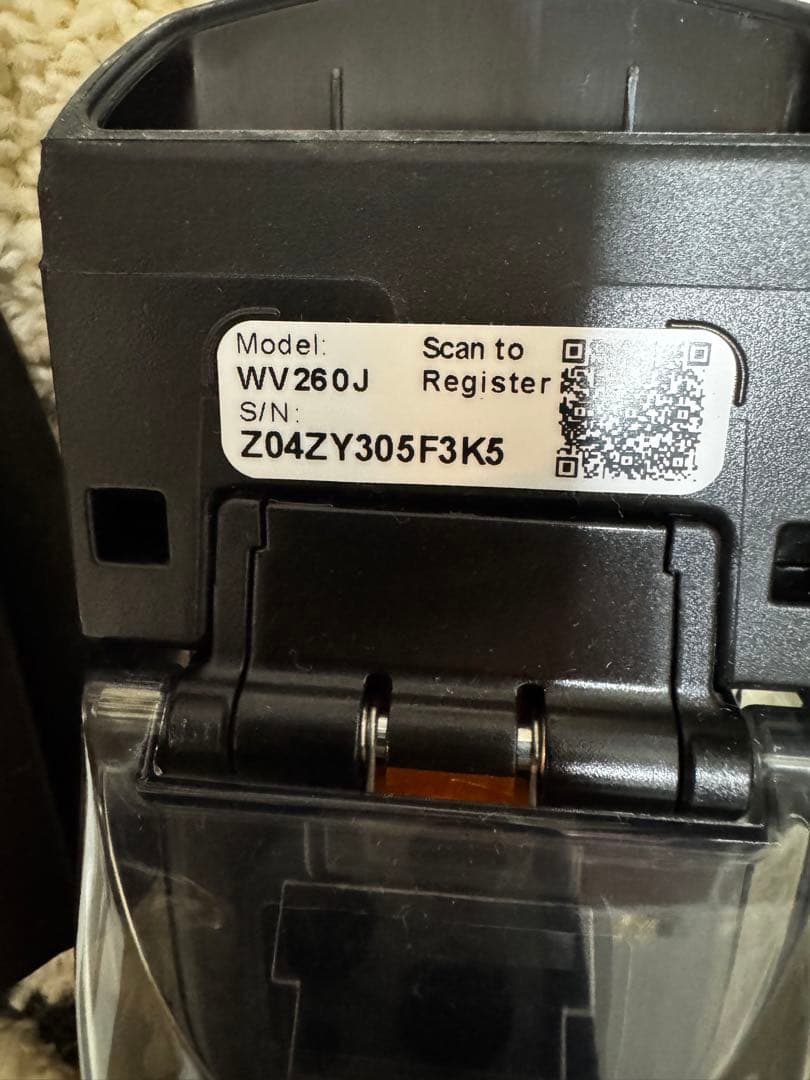 Model:
WV260J
S/N:
Z04ZY305F3K5
Scan to
Register